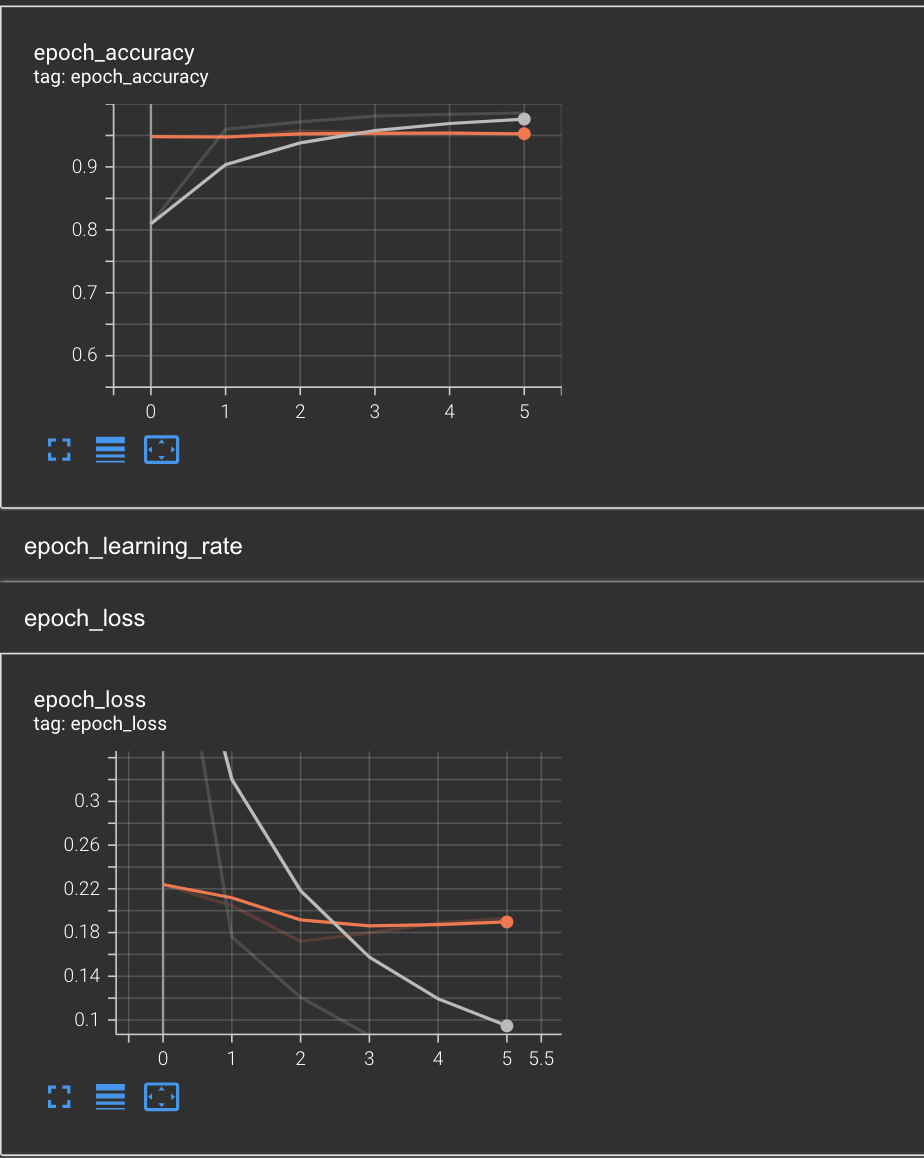 epoch_accuracy
tag: epoch_accuracy
0.9
0.8
0.7
0.6
0 1 2 3 4 5
epoch_learning_rate
epoch_loss
epoch_loss
tag: epoch_loss
0.3
0.26
0.22
0.18
0.14
0.1
0 1 2 3 4 5 5.5